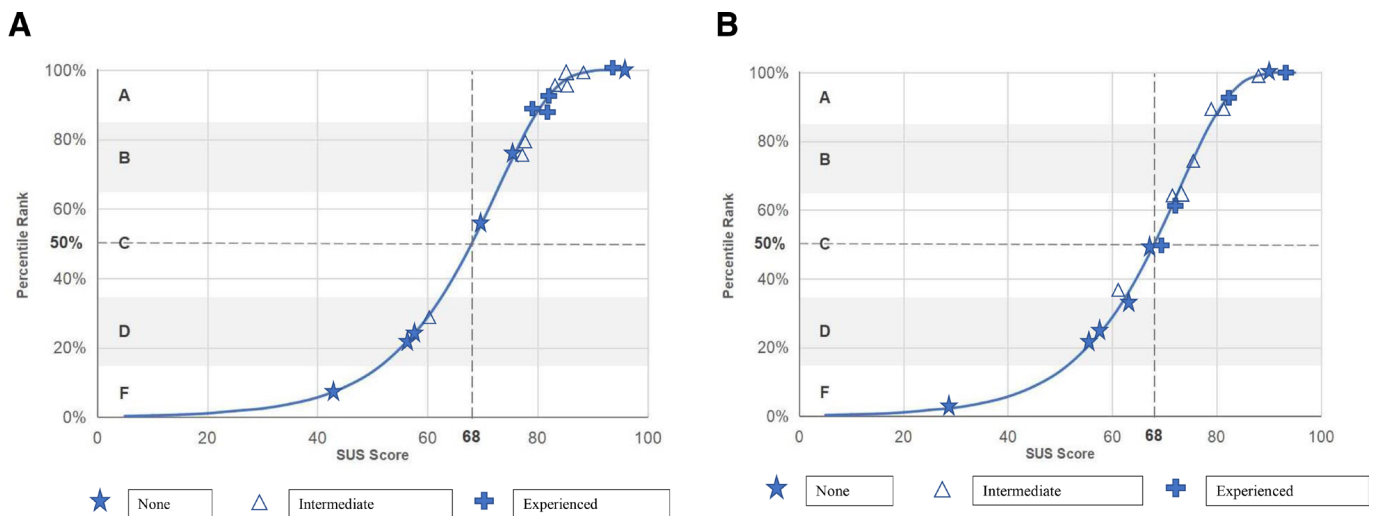 A
B
100%
A
80%
B
60%
50%
C
40%
D
20%
F
0%
0 20 40 60 68 80 100
SUS Score
Percentile Rank
None
Intermediate
Experienced
100%
A
80%
B
60%
50%
C
40%
D
20%
F
0%
0 20 40 60 68 80 100
SUS Score
Percentile Rank
None
Intermediate
Experienced